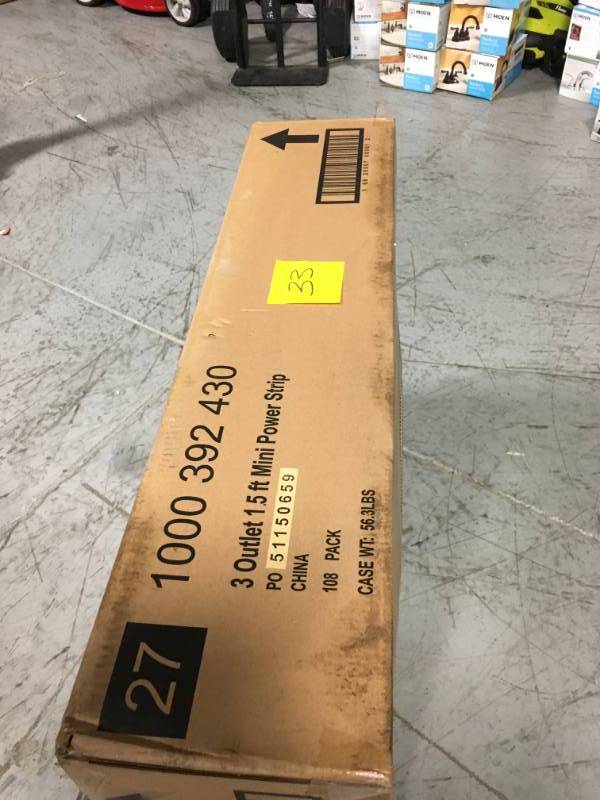 27
1000 392 430
3 Outlet 1.5 ft Mini Power Strip
PO 51150659
CHINA
108 PACK
CASE WT: 56.3LBS
33
MOEN
MOEN
MOEN
MOEN